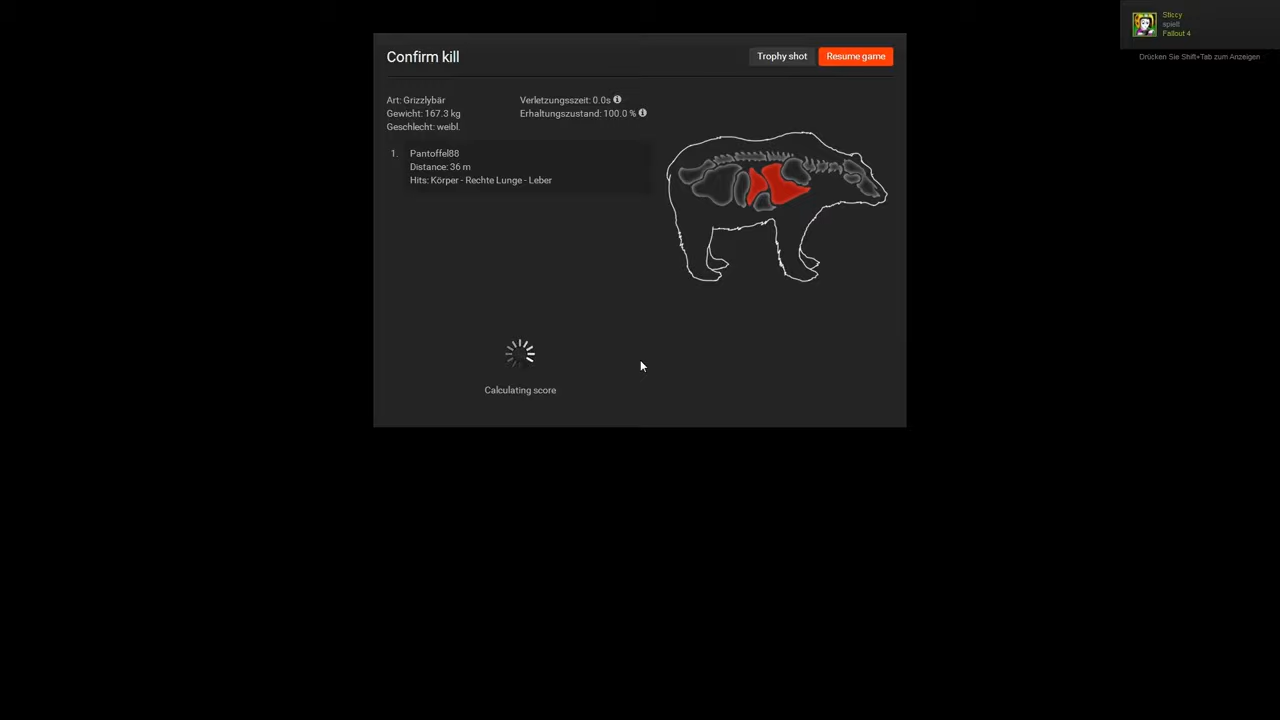 Confirm kill
Trophy shot
Resume game
Art: Grizzlybär
Gewicht: 167.3 kg
Geschlecht: weibl.
Verletzungsszeit: 0.0s
Erhaltungszustand: 100.0 %
1. Pantoffel88
Distance: 36 m
Hits: Körper - Rechte Lunge - Leber
Calculating score
Sticcy
spielt
Fallout 4
Drücken Sie Shift+Tab zum Anzeigen